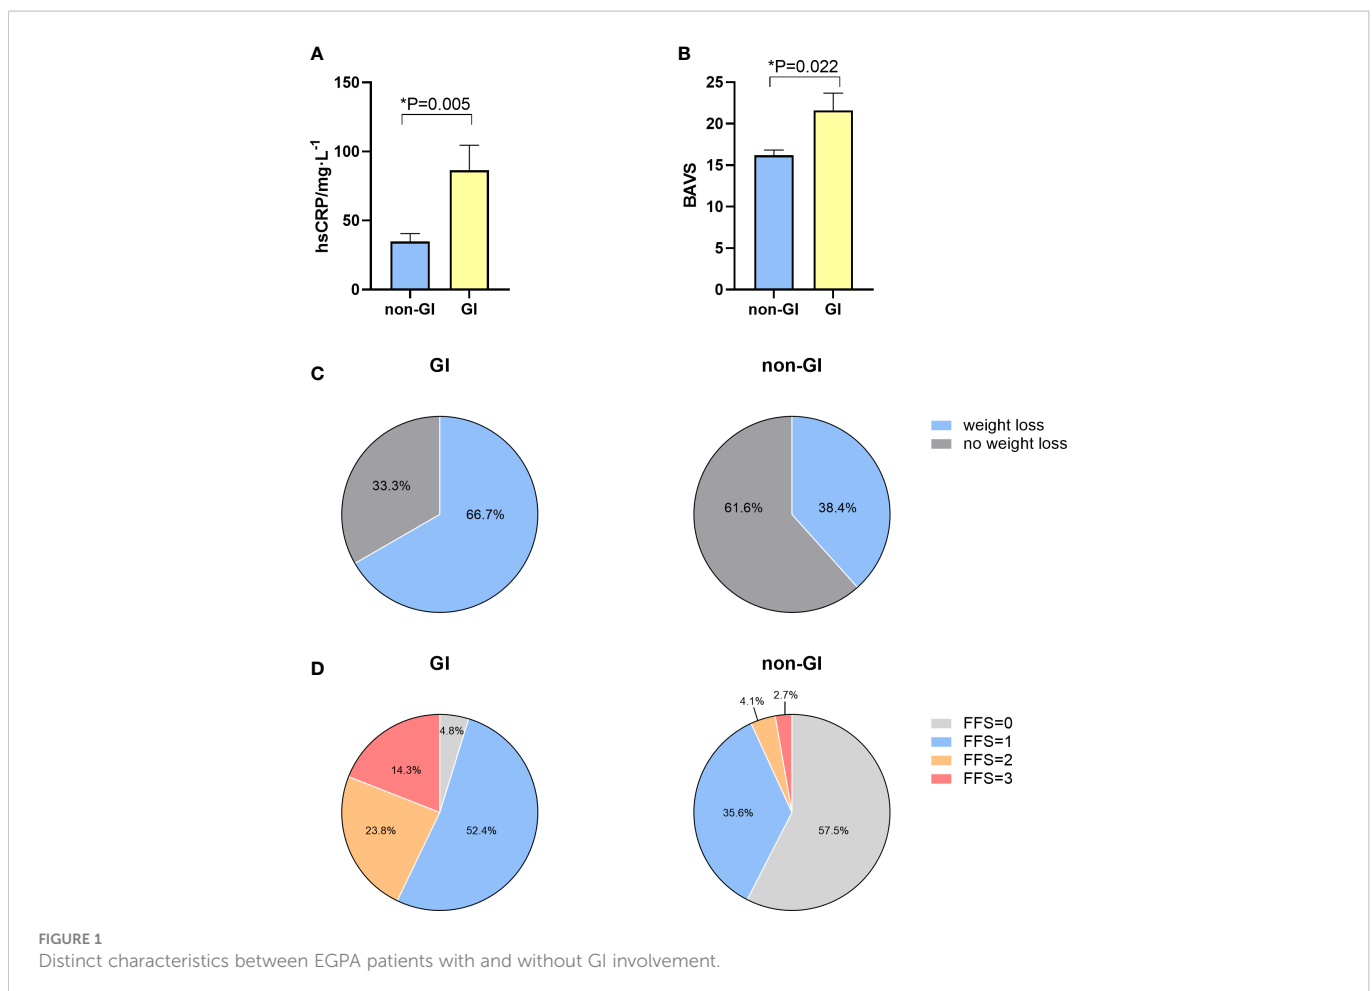 A
*P=0.005
150
100
50
0
hsCRP/mg·L-1
non-GI
GI
B
*P=0.022
25
20
15
10
5
0
BAVS
non-GI
GI
C
GI
33.3%
66.7%
non-GI
61.6%
38.4%
weight loss
no weight loss
D
GI
4.8%
14.3%
23.8%
52.4%
non-GI
4.1%
2.7%
35.6%
57.5%
FFS=0
FFS=1
FFS=2
FFS=3
FIGURE 1
Distinct characteristics between EGPA patients with and without GI involvement.